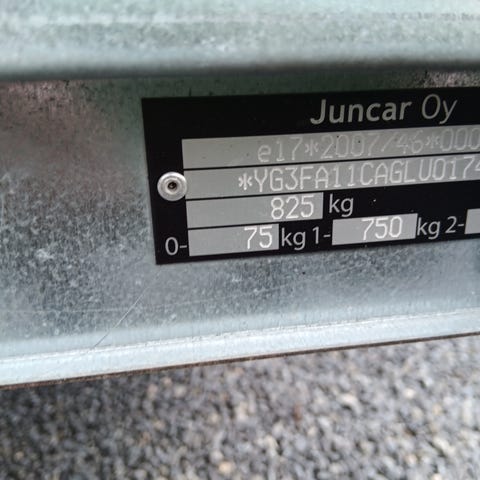 Juncar Oy
e17*2007/46*000
*YG3FA11CAGLU0174
825 kg
0- 75 kg 1- 750 kg 2-